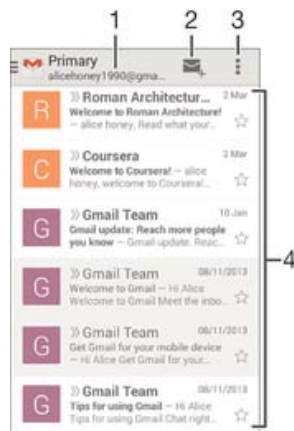 1
2
3
Primary
alicehoney1990@gma...
R
Roman Architectur...
2 Mar
Welcome to Roman Architecture!
– alice honey, Read what your...
C
Coursera
2 Mar
Welcome to Coursera! – alice
honey, welcome to Coursera!...
G
Gmail Team
10 Jan
Gmail update: Reach more people
you know – Gmail update: Reac...
4
G
Gmail Team
08/11/2013
Welcome to Gmail – Hi Alice
Welcome to Gmail Meet the inbo...
G
Gmail Team
08/11/2013
Get Gmail for your mobile device
– Hi Alice Get Gmail for your...
G
Gmail Team
08/11/2013
Tips for using Gmail – Hi Alice
Tips for using Gmail Chat right...